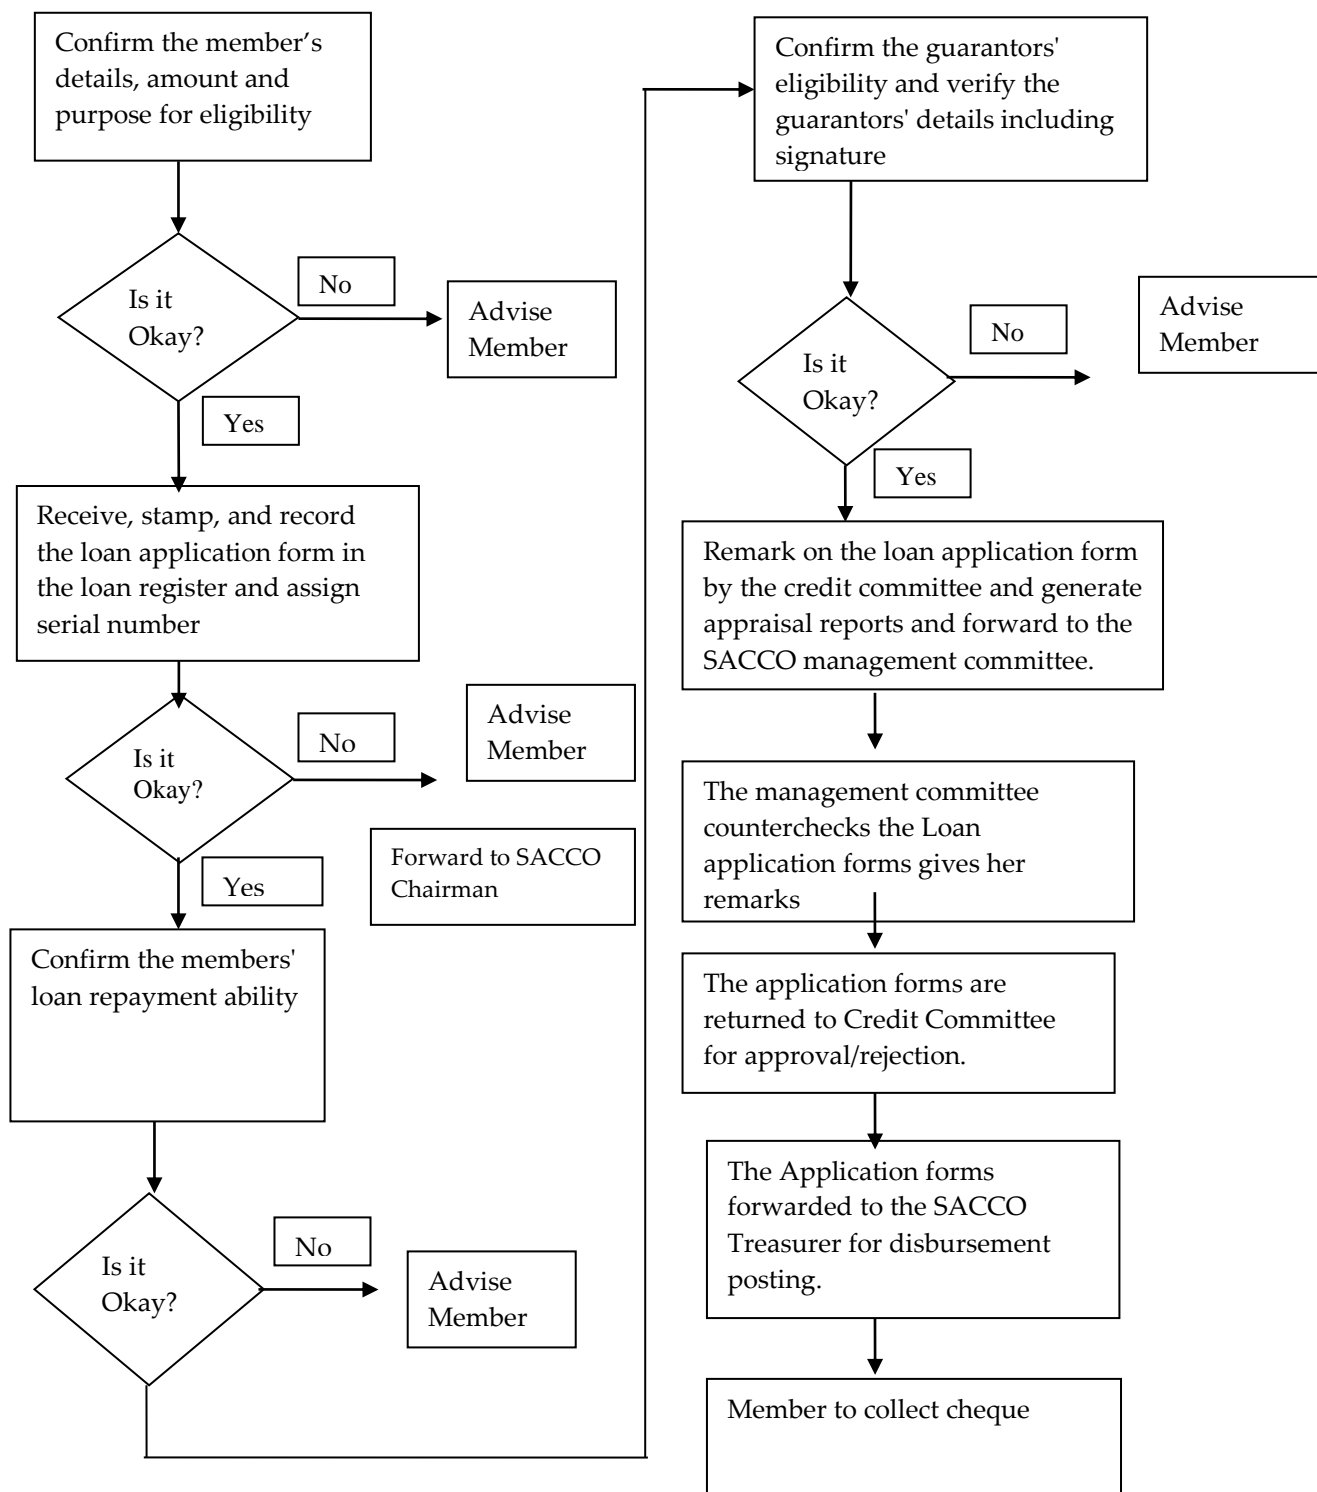 Confirm the member’s
details, amount and
purpose for eligibility
Is it
Okay?
No
Advise
Member
Yes
Receive, stamp, and record
the loan application form in
the loan register and assign
serial number
Is it
Okay?
No
Advise
Member
Forward to SACCO
Chairman
Yes
Confirm the members'
loan repayment ability
Is it
Okay?
No
Advise
Member
Confirm the guarantors'
eligibility and verify the
guarantors' details including
signature
Is it
Okay?
No
Advise
Member
Yes
Remark on the loan application form
by the credit committee and generate
appraisal reports and forward to the
SACCO management committee.
The management committee
counterchecks the Loan
application forms gives her
remarks
The application forms are
returned to Credit Committee
for approval/rejection.
The Application forms
forwarded to the SACCO
Treasurer for disbursement
posting.
Member to collect cheque